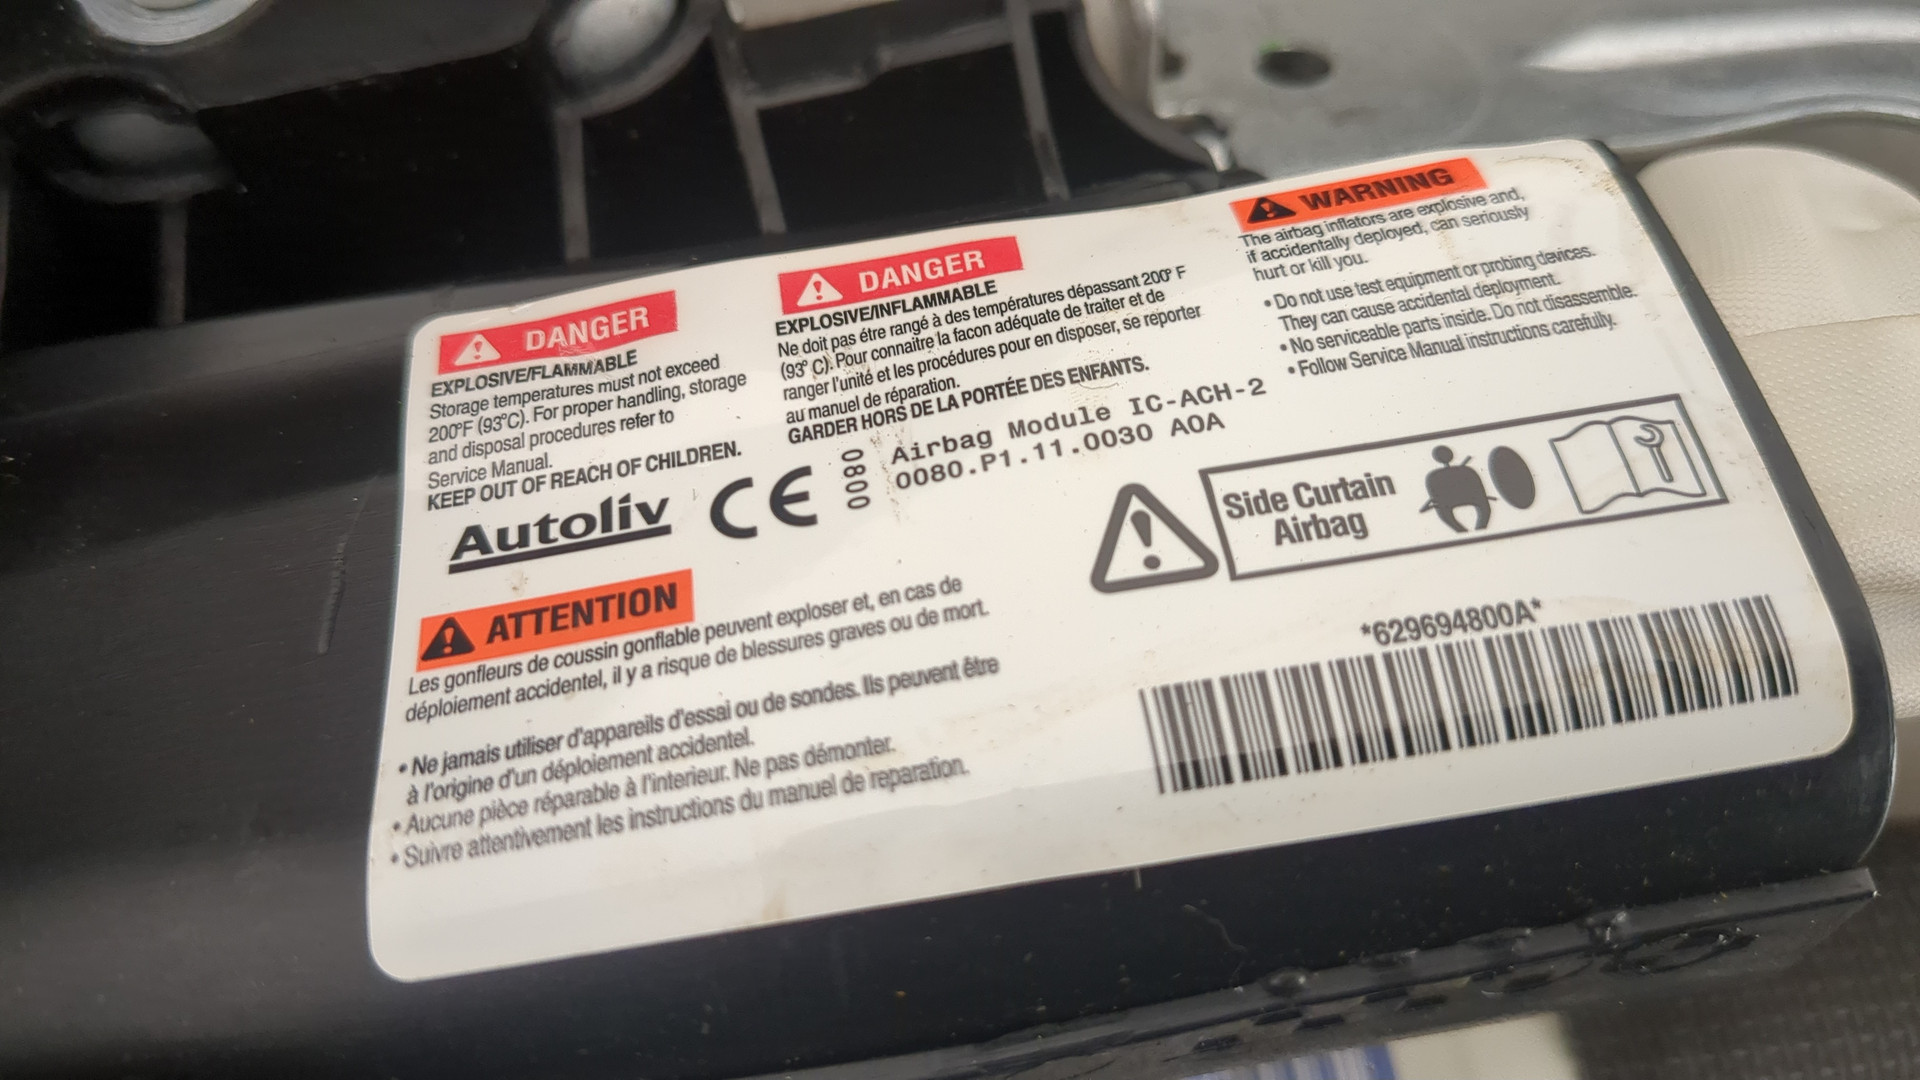 DANGER
EXPLOSIVE/FLAMMABLE
Storage temperatures must not exceed
200°F (93°C). For proper handling, storage
and disposal procedures refer to
Service Manual.
KEEP OUT OF REACH OF CHILDREN.
DANGER
EXPLOSIVE/INFLAMMABLE
Ne doit pas étre rangé à des températures dépassant 200° F
(93° C). Pour connaitre la facon adéquate de traiter et de
ranger l'unité et les procédures pour en disposer, se reporter
au manuel de réparation.
GARDER HORS DE LA PORTÉE DES ENFANTS.
WARNING
The airbag inflators are explosive and,
if accidentally deployed, can seriously
hurt or kill you.
• Do not use test equipment or probing devices.
They can cause accidental deployment.
• No serviceable parts inside. Do not disassemble.
• Follow Service Manual instructions carefully.
Autoliv
CE
0800
Airbag Module IC-ACH-2
0080.P1.11.0030 A0A
Side Curtain
Airbag
ATTENTION
Les gonfleurs de coussin gonflable peuvent exploser et, en cas de
déploiement accidentel, il y a risque de blessures graves ou de mort.
• Ne jamais utiliser d'appareils d'essai ou de sondes. Ils peuvent être
à l'origine d'un déploiement accidentel.
• Aucune pièce réparable à l'interieur. Ne pas démonter.
• Suivre attentivement les instructions du manuel de reparation.
*629694800A*